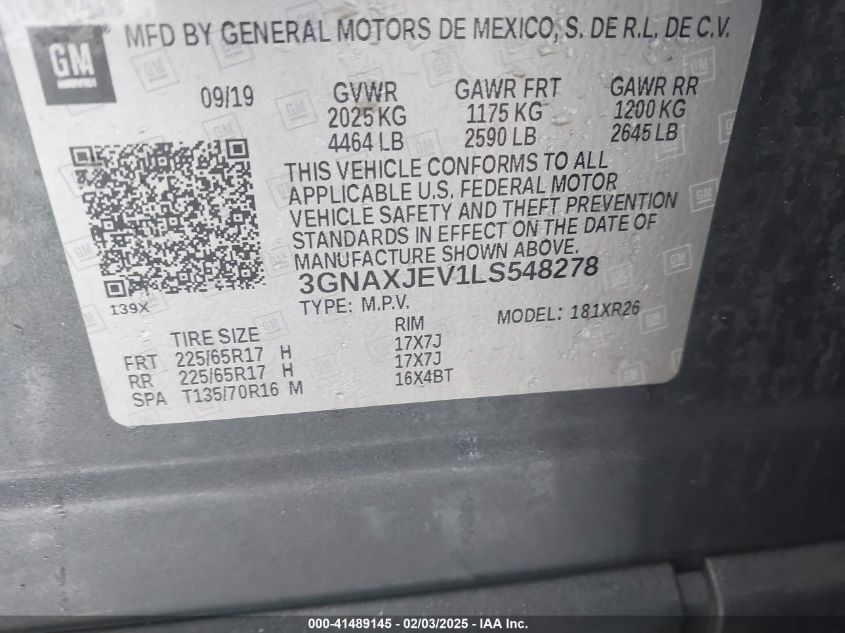 GM
MFD BY GENERAL MOTORS DE MEXICO, S. DE R.L. DE C.V.
09/19 GVWR GAWR FRT GAWR RR
2025 KG 1175 KG 1200 KG
4464 LB 2590 LB 2645 LB
THIS VEHICLE CONFORMS TO ALL
APPLICABLE U.S. FEDERAL MOTOR
VEHICLE SAFETY AND THEFT PREVENTION
STANDARDS IN EFFECT ON THE DATE OF
MANUFACTURE SHOWN ABOVE.
3GNAXJEV1LS548278
139X TYPE: M.P.V. MODEL: 181XR26
TIRE SIZE RIM
FRT 225/65R17 H 17X7J
RR 225/65R17 H 17X7J
SPA T135/70R16 M 16X4BT
000-41489145 - 02/03/2025 - IAA Inc.